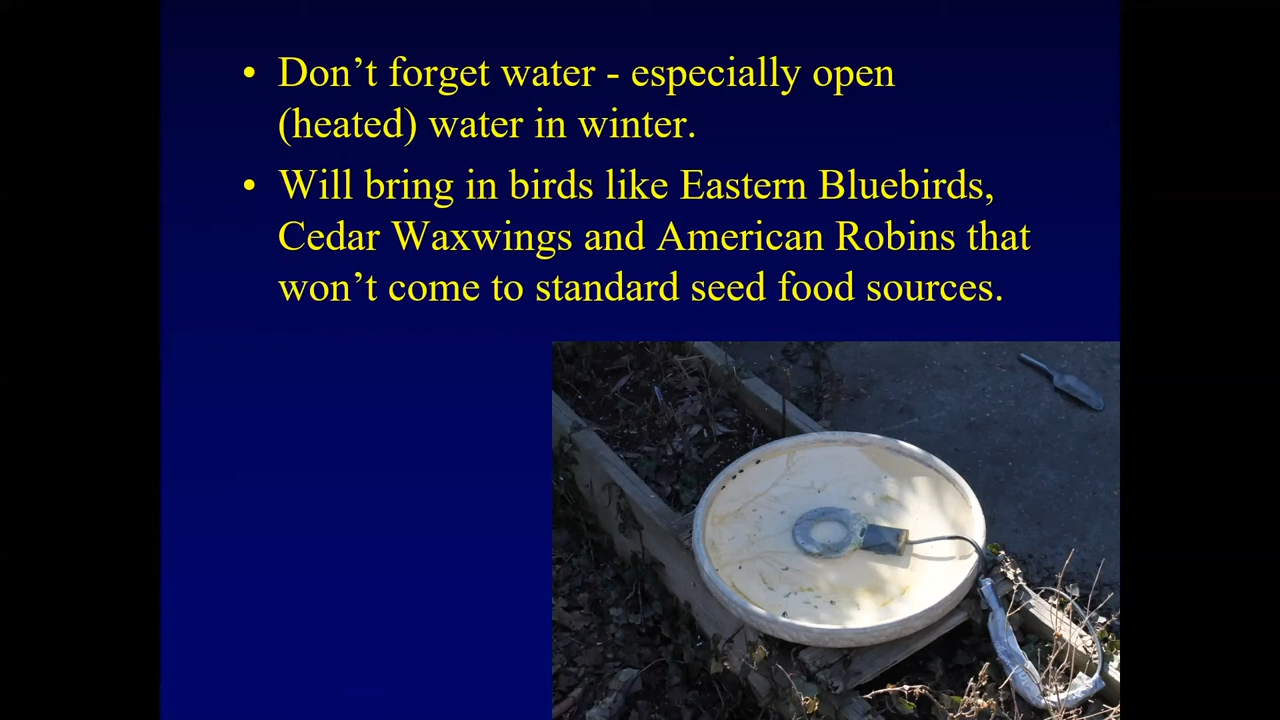 • Don’t forget water - especially open
(heated) water in winter.
• Will bring in birds like Eastern Bluebirds,
Cedar Waxwings and American Robins that
won’t come to standard seed food sources.